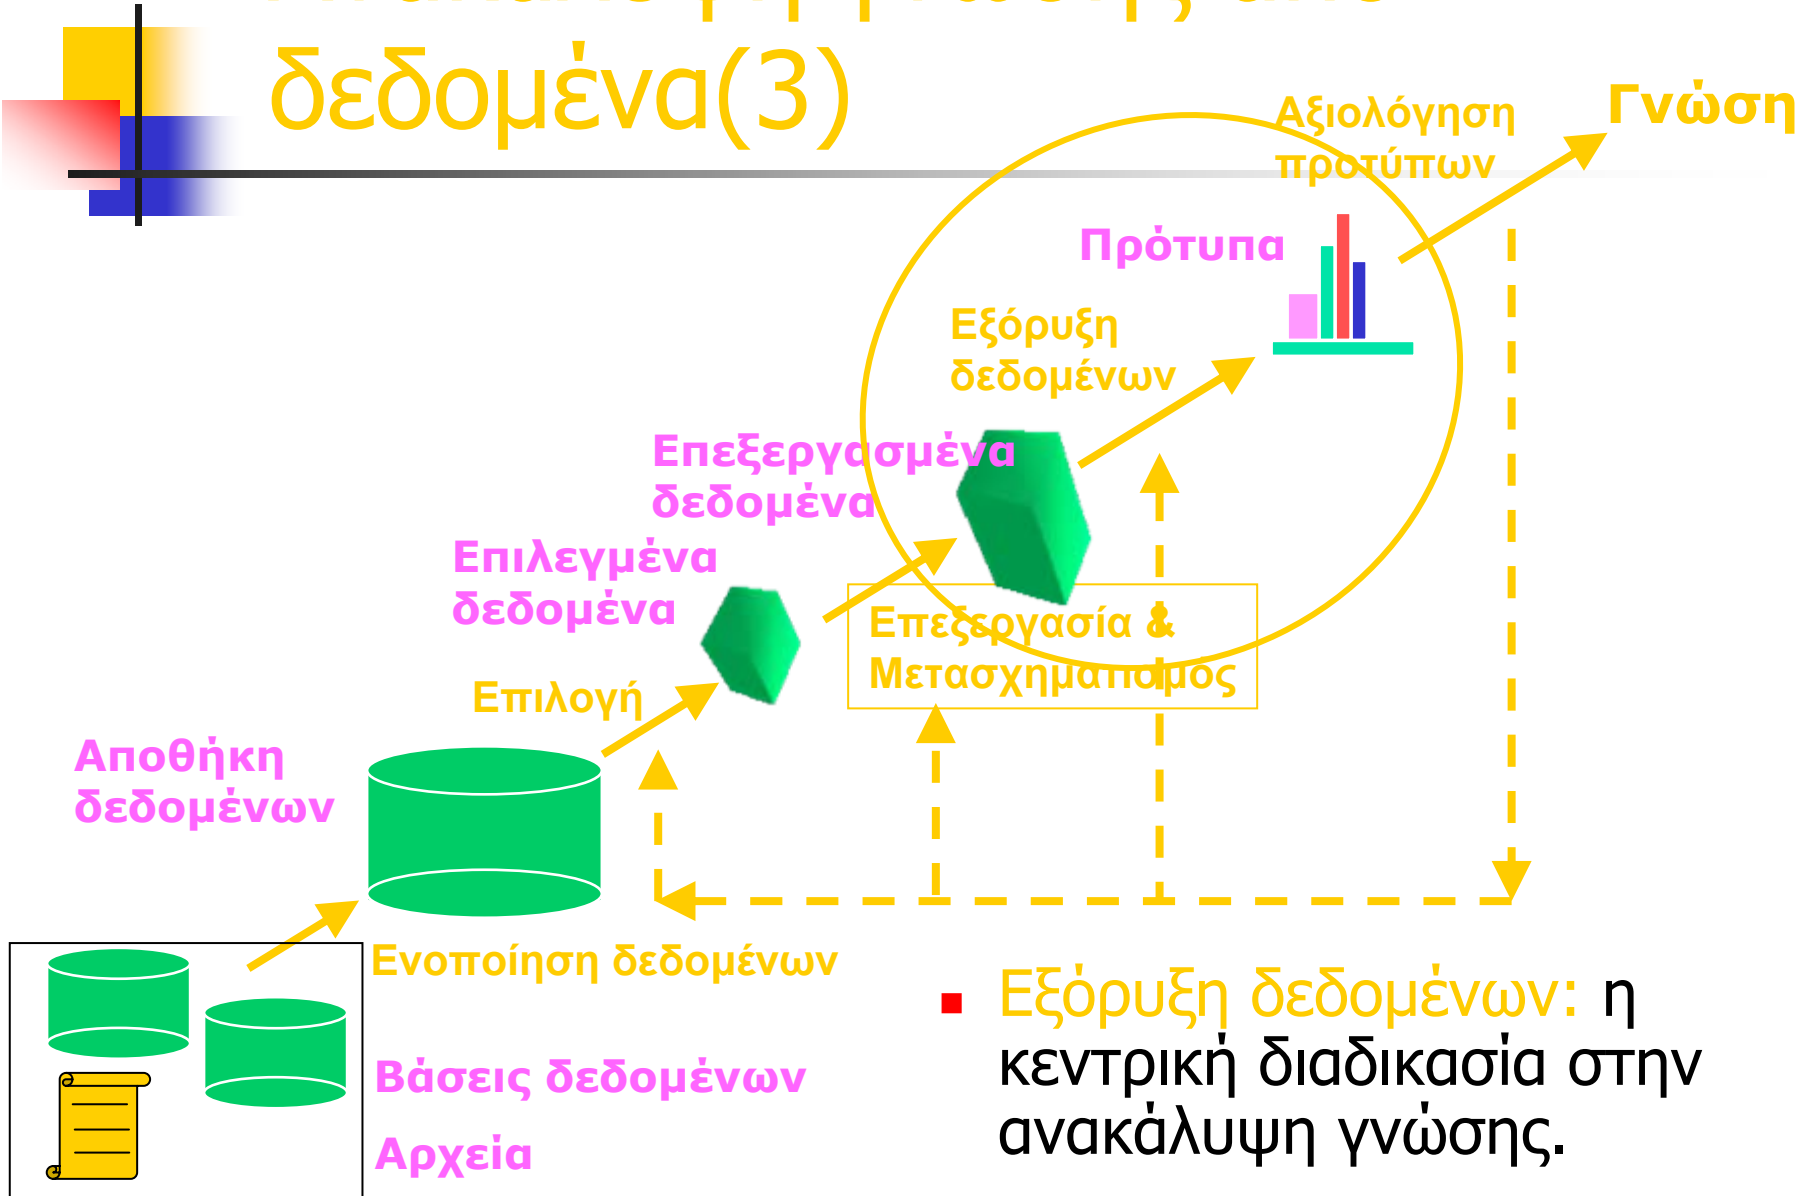 δεδομένα(3)
Γνώση
Αξιολόγηση
προτύπων
Πρότυπα
Εξόρυξη
δεδομένων
Επεξεργασμένα
δεδομένα
Επιλεγμένα
δεδομένα
Επεξεργασία &
Μετασχηματισμός
Επιλογή
Αποθήκη
δεδομένων
Ενοποίηση δεδομένων
Βάσεις δεδομένων
Αρχεία
Εξόρυξη δεδομένων: η
κεντρική διαδικασία στην
ανακάλυψη γνώσης.